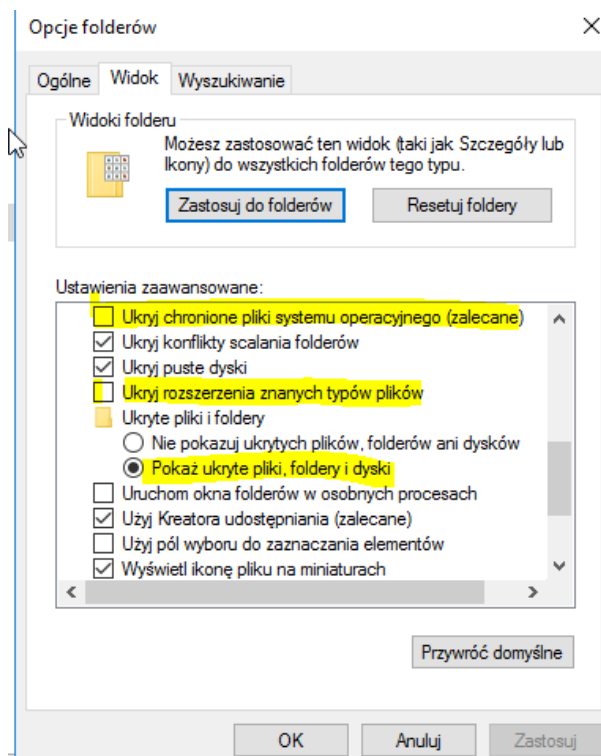 Opcje folderów
Ogólne Widok Wyszukiwanie
Widoki folderu
Możesz zastosować ten widok (taki jak Szczegóły lub
Ikony) do wszystkich folderów tego typu.
Zastosuj do folderów Resetuj foldery
Ustawienia zaawansowane:
Ukryj chronione pliki systemu operacyjnego (zalecane)
Ukryj konflikty scalania folderów
Ukryj puste dyski
Ukryj rozszerzenia znanych typów plików
Ukryte pliki i foldery
Nie pokazuj ukrytych plików, folderów ani dysków
Pokaż ukryte pliki, foldery i dyski
Uruchom okna folderów w osobnych procesach
Użyj Kreatora udostępniania (zalecane)
Użyj pól wyboru do zaznaczania elementów
Wyświetl ikonę pliku na miniaturach
Przywróć domyślne
OK Anuluj Zastosuj